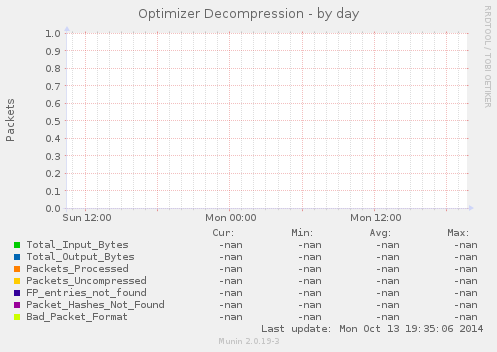 Optimizer Decompression - by day
RRDTOOL / TOBI OETIKER
Packets
1.0
0.9
0.8
0.7
0.6
0.5
0.4
0.3
0.2
0.1
0.0
Sun 12:00 Mon 00:00 Mon 12:00
Cur: Min: Avg: Max:
Total_Input_Bytes -nan -nan -nan -nan
Total_Output_Bytes -nan -nan -nan -nan
Packets_Processed -nan -nan -nan -nan
Packets_Uncompressed -nan -nan -nan -nan
FP_entries_not_found -nan -nan -nan -nan
Packet_Hashes_Not_Found -nan -nan -nan -nan
Bad_Packet_Format -nan -nan -nan -nan
Last update: Mon Oct 13 19:35:06 2014
Munin 2.0.19-3